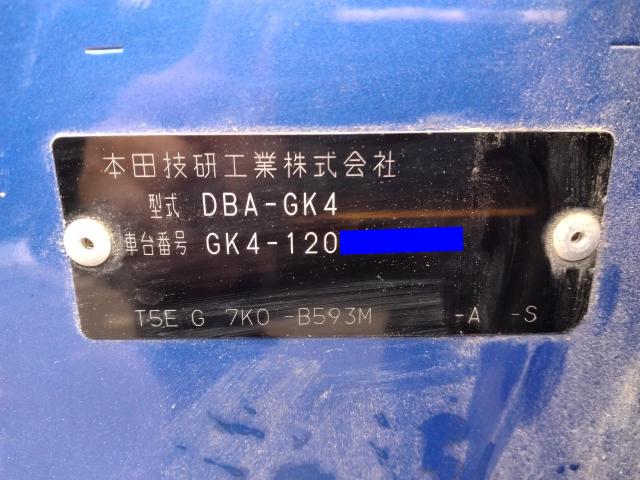 本田技研工業株式会社
型式 DBA-GK4
車台番号 GK4-120
T5E G 7K0 -B593M -A -S